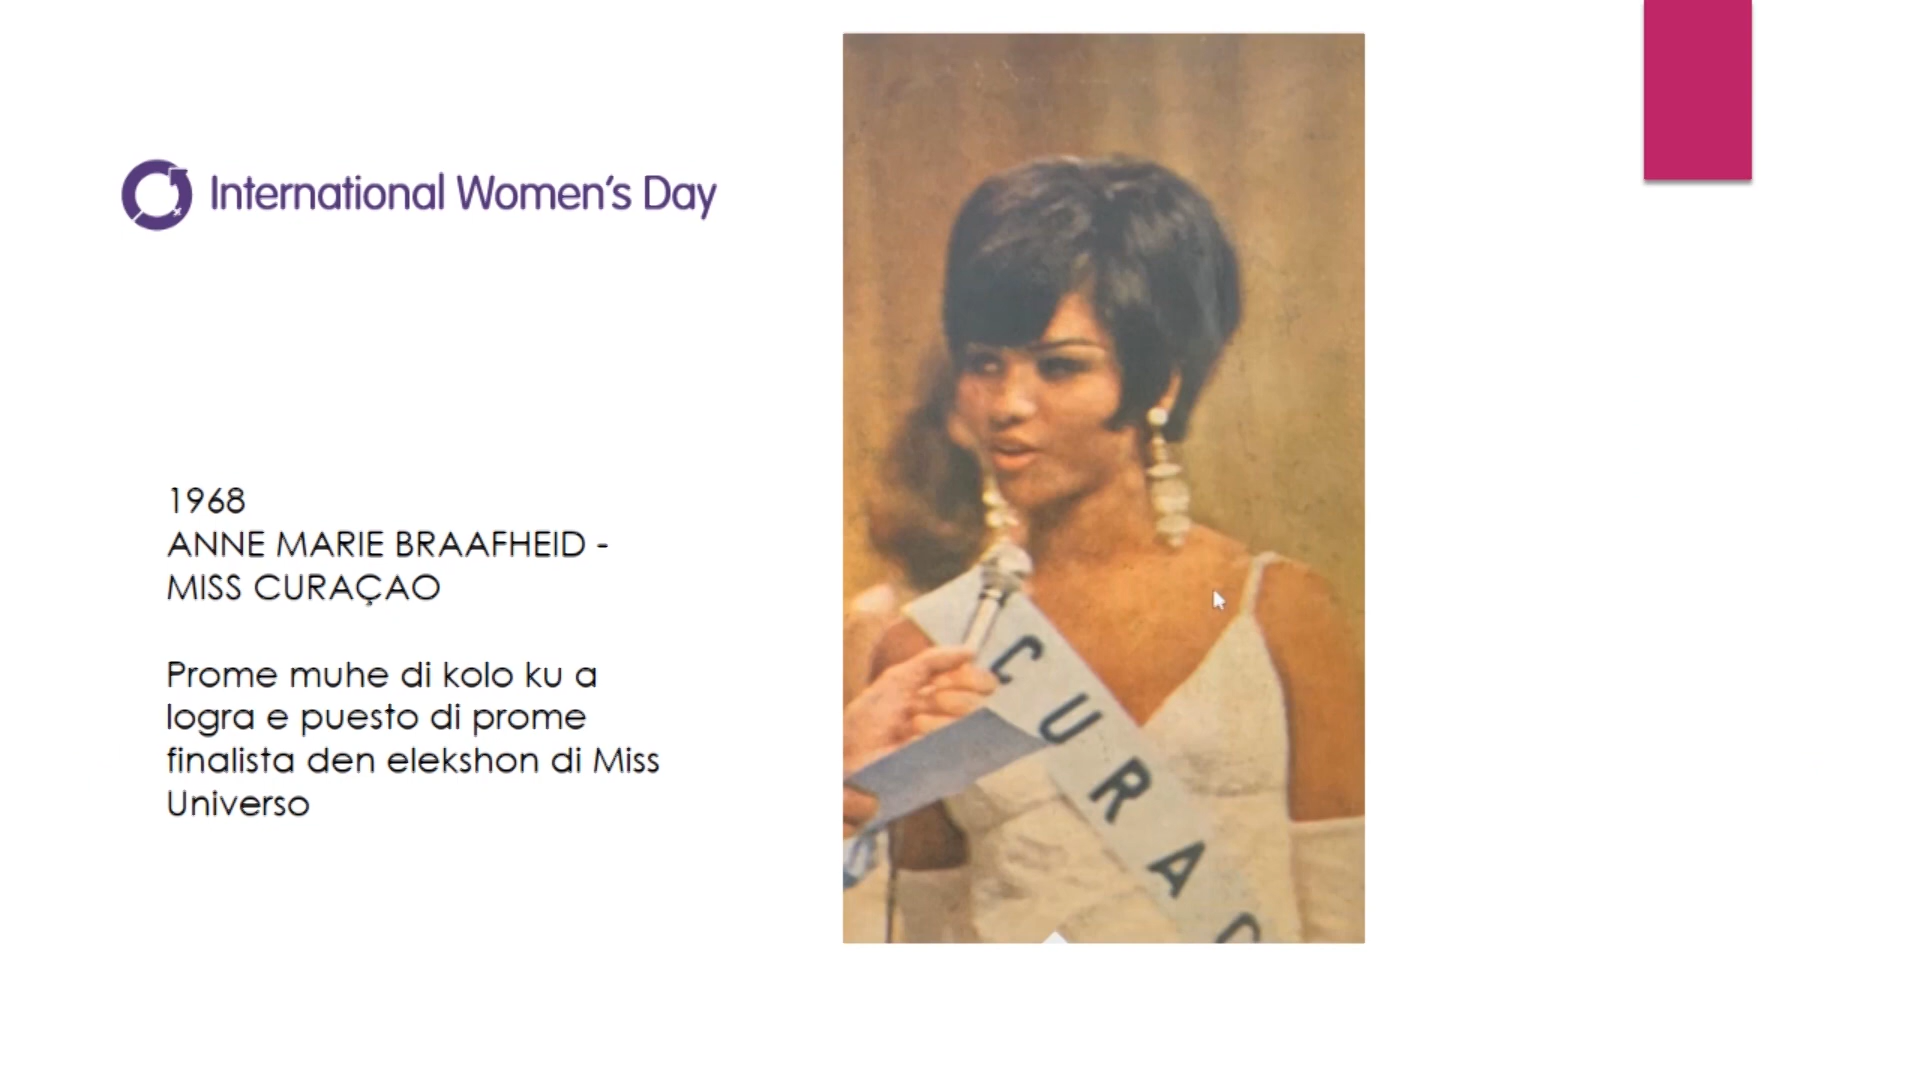 International Women's Day
1968
ANNE MARIE BRAAFHEID -
MISS CURAÇAO
Prome muhe di kolo ku a
logra e puesto di prome
finalista den elekshon di Miss
Universo
CURAC